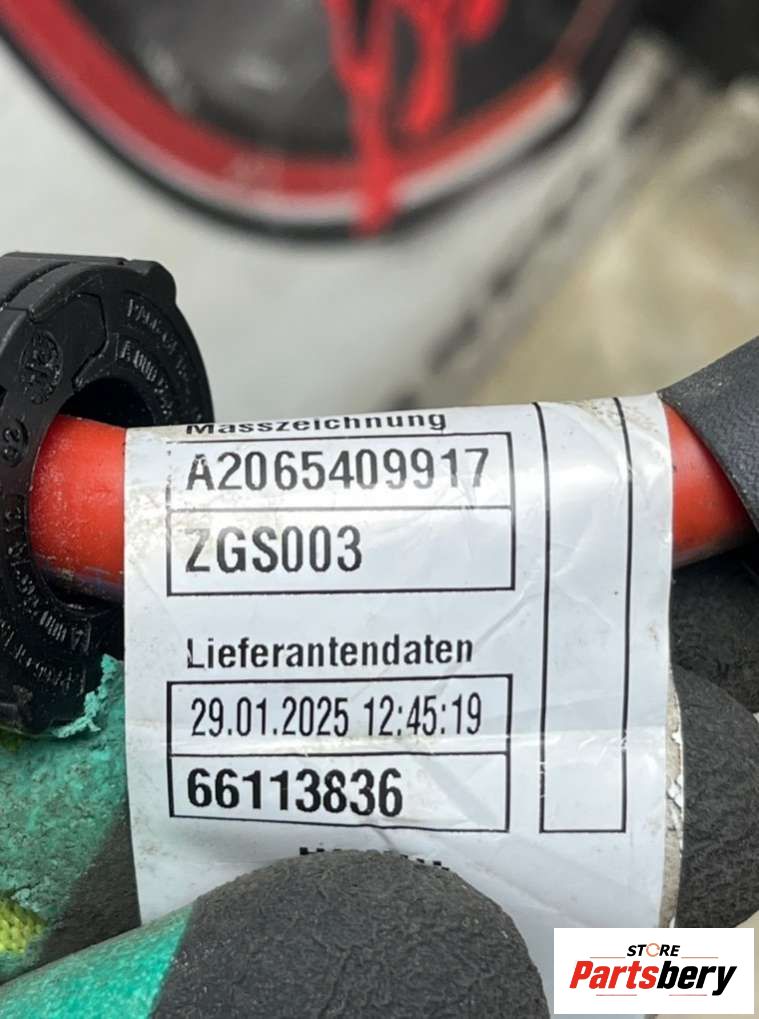 Masszeichnung
A2065409917
ZGS003
Lieferantendaten
29.01.2025 12:45:19
66113836
STORE
Partsbery